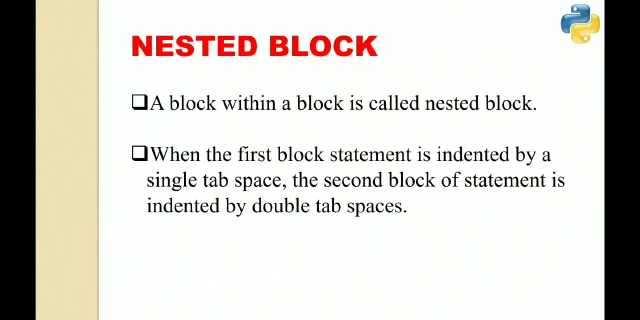 NESTED BLOCK
❑A block within a block is called nested block.
❑When the first block statement is indented by a
single tab space, the second block of statement is
indented by double tab spaces.